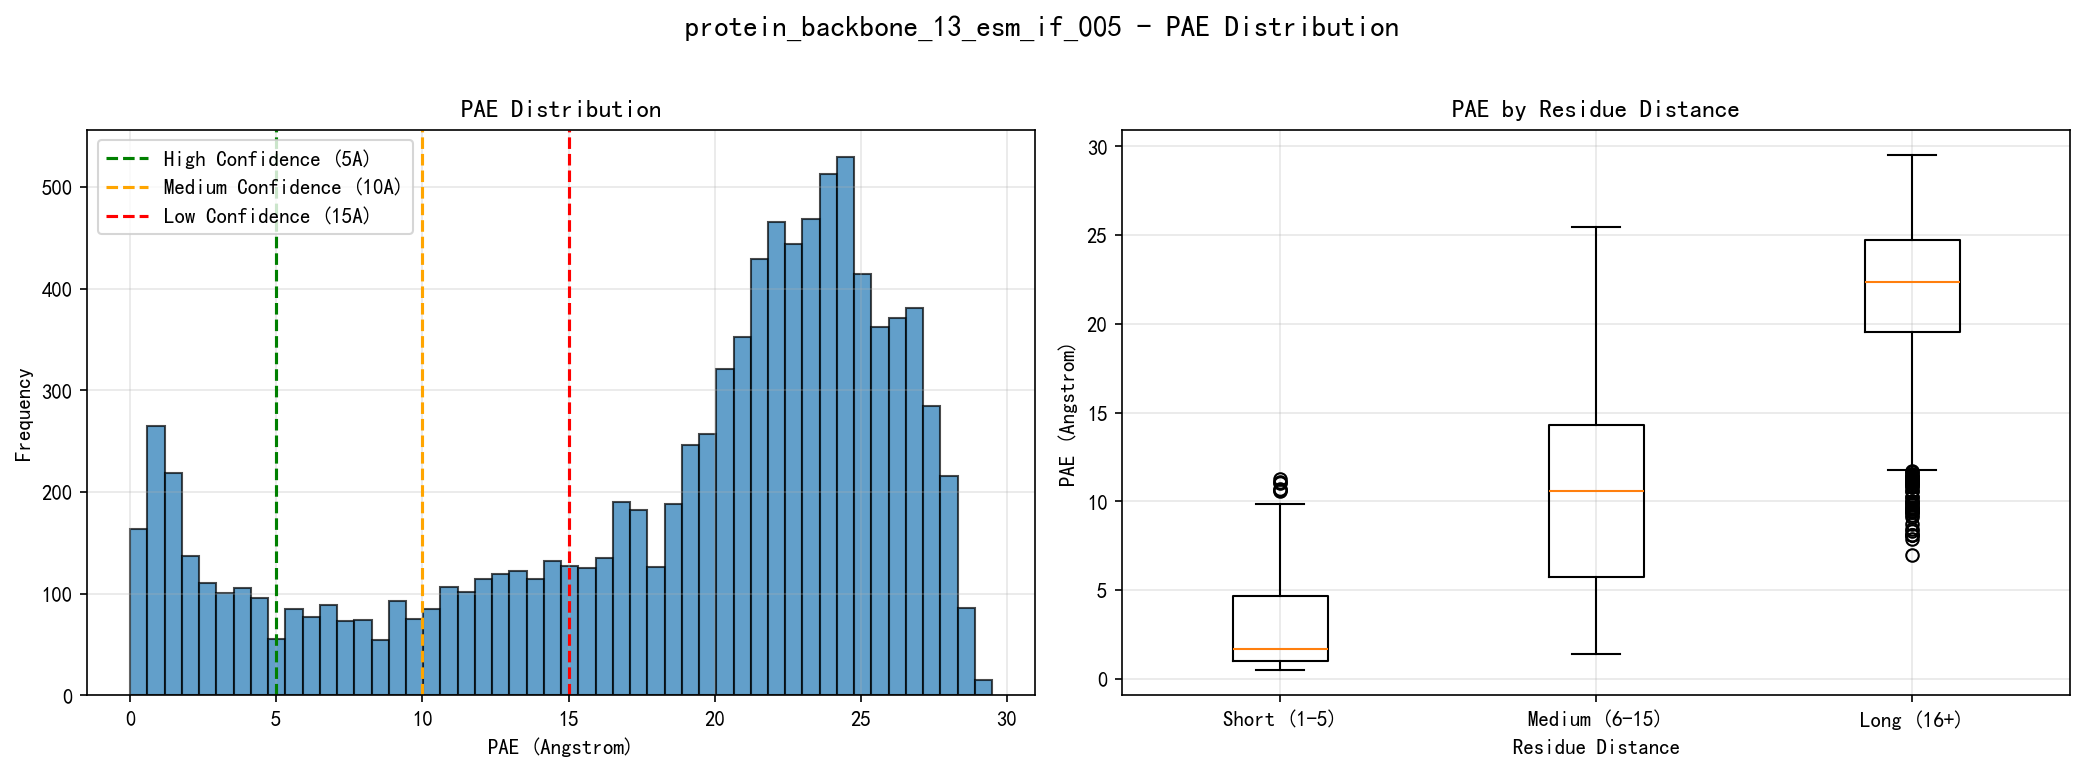 protein_backbone_13_esm_if_005 - PAE Distribution
PAE Distribution
High Confidence (5A)
Medium Confidence (10A)
Low Confidence (15A)
Frequency
500
400
300
200
100
0
0 5 10 15 20 25 30
PAE (Angstrom)
PAE by Residue Distance
PAE (Angstrom)
30
25
20
15
10
5
0
Short (1-5) Medium (6-15) Long (16+)
Residue Distance